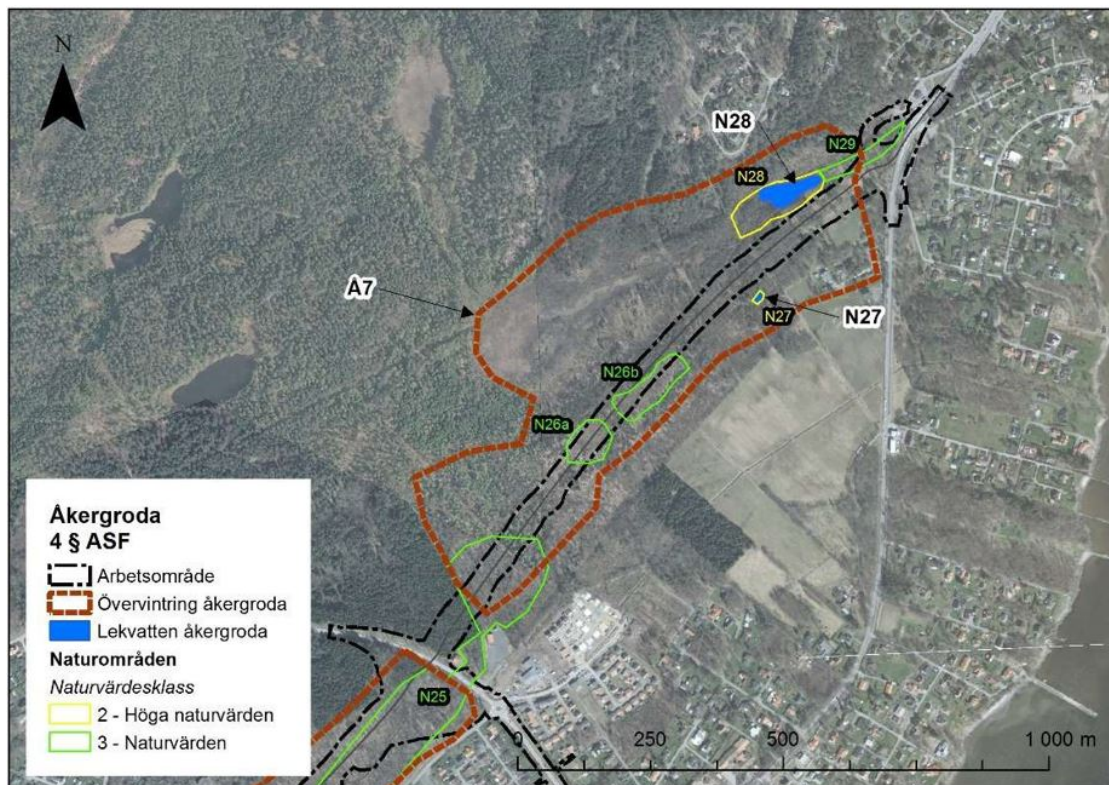 N
N28
N29
N28
Å7
N27
N27
N26b
N26a
N25
Åkergroda
4 § ASF
Arbetsområde
Övervintring åkergroda
Lekvatten åkergroda
Naturområden
Naturvärdesklass
2 - Höga naturvärden
3 - Naturvärden
0 250 500 1 000 m